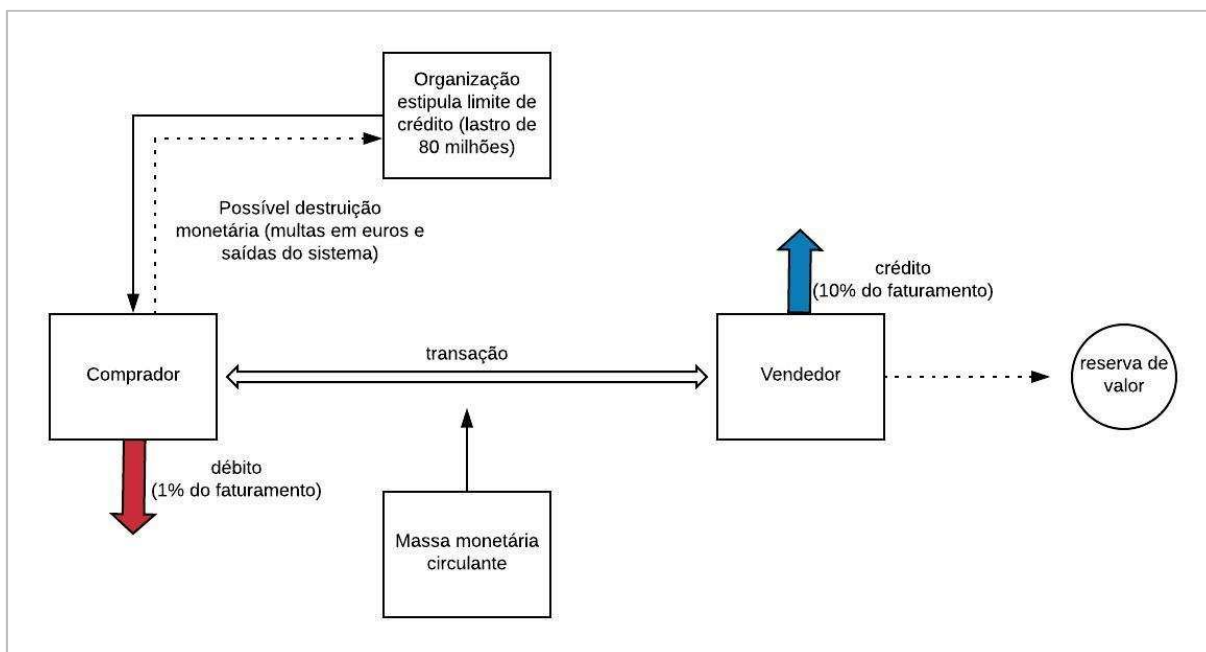 Organização
estipula limite de
crédito (lastro de
80 milhões)
Possível destruição
monetária (multas em euros e
saídas do sistema)
crédito
(10% do faturamento)
Comprador
transação
Vendedor
reserva de
valor
débito
(1% do faturamento)
Massa monetária
circulante